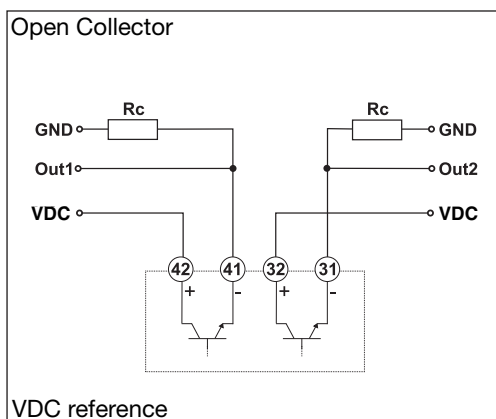 Open Collector
Rc Rc
GND GND
Out1 Out2
VDC VDC
42 41 32 31
+ - + -
VDC reference